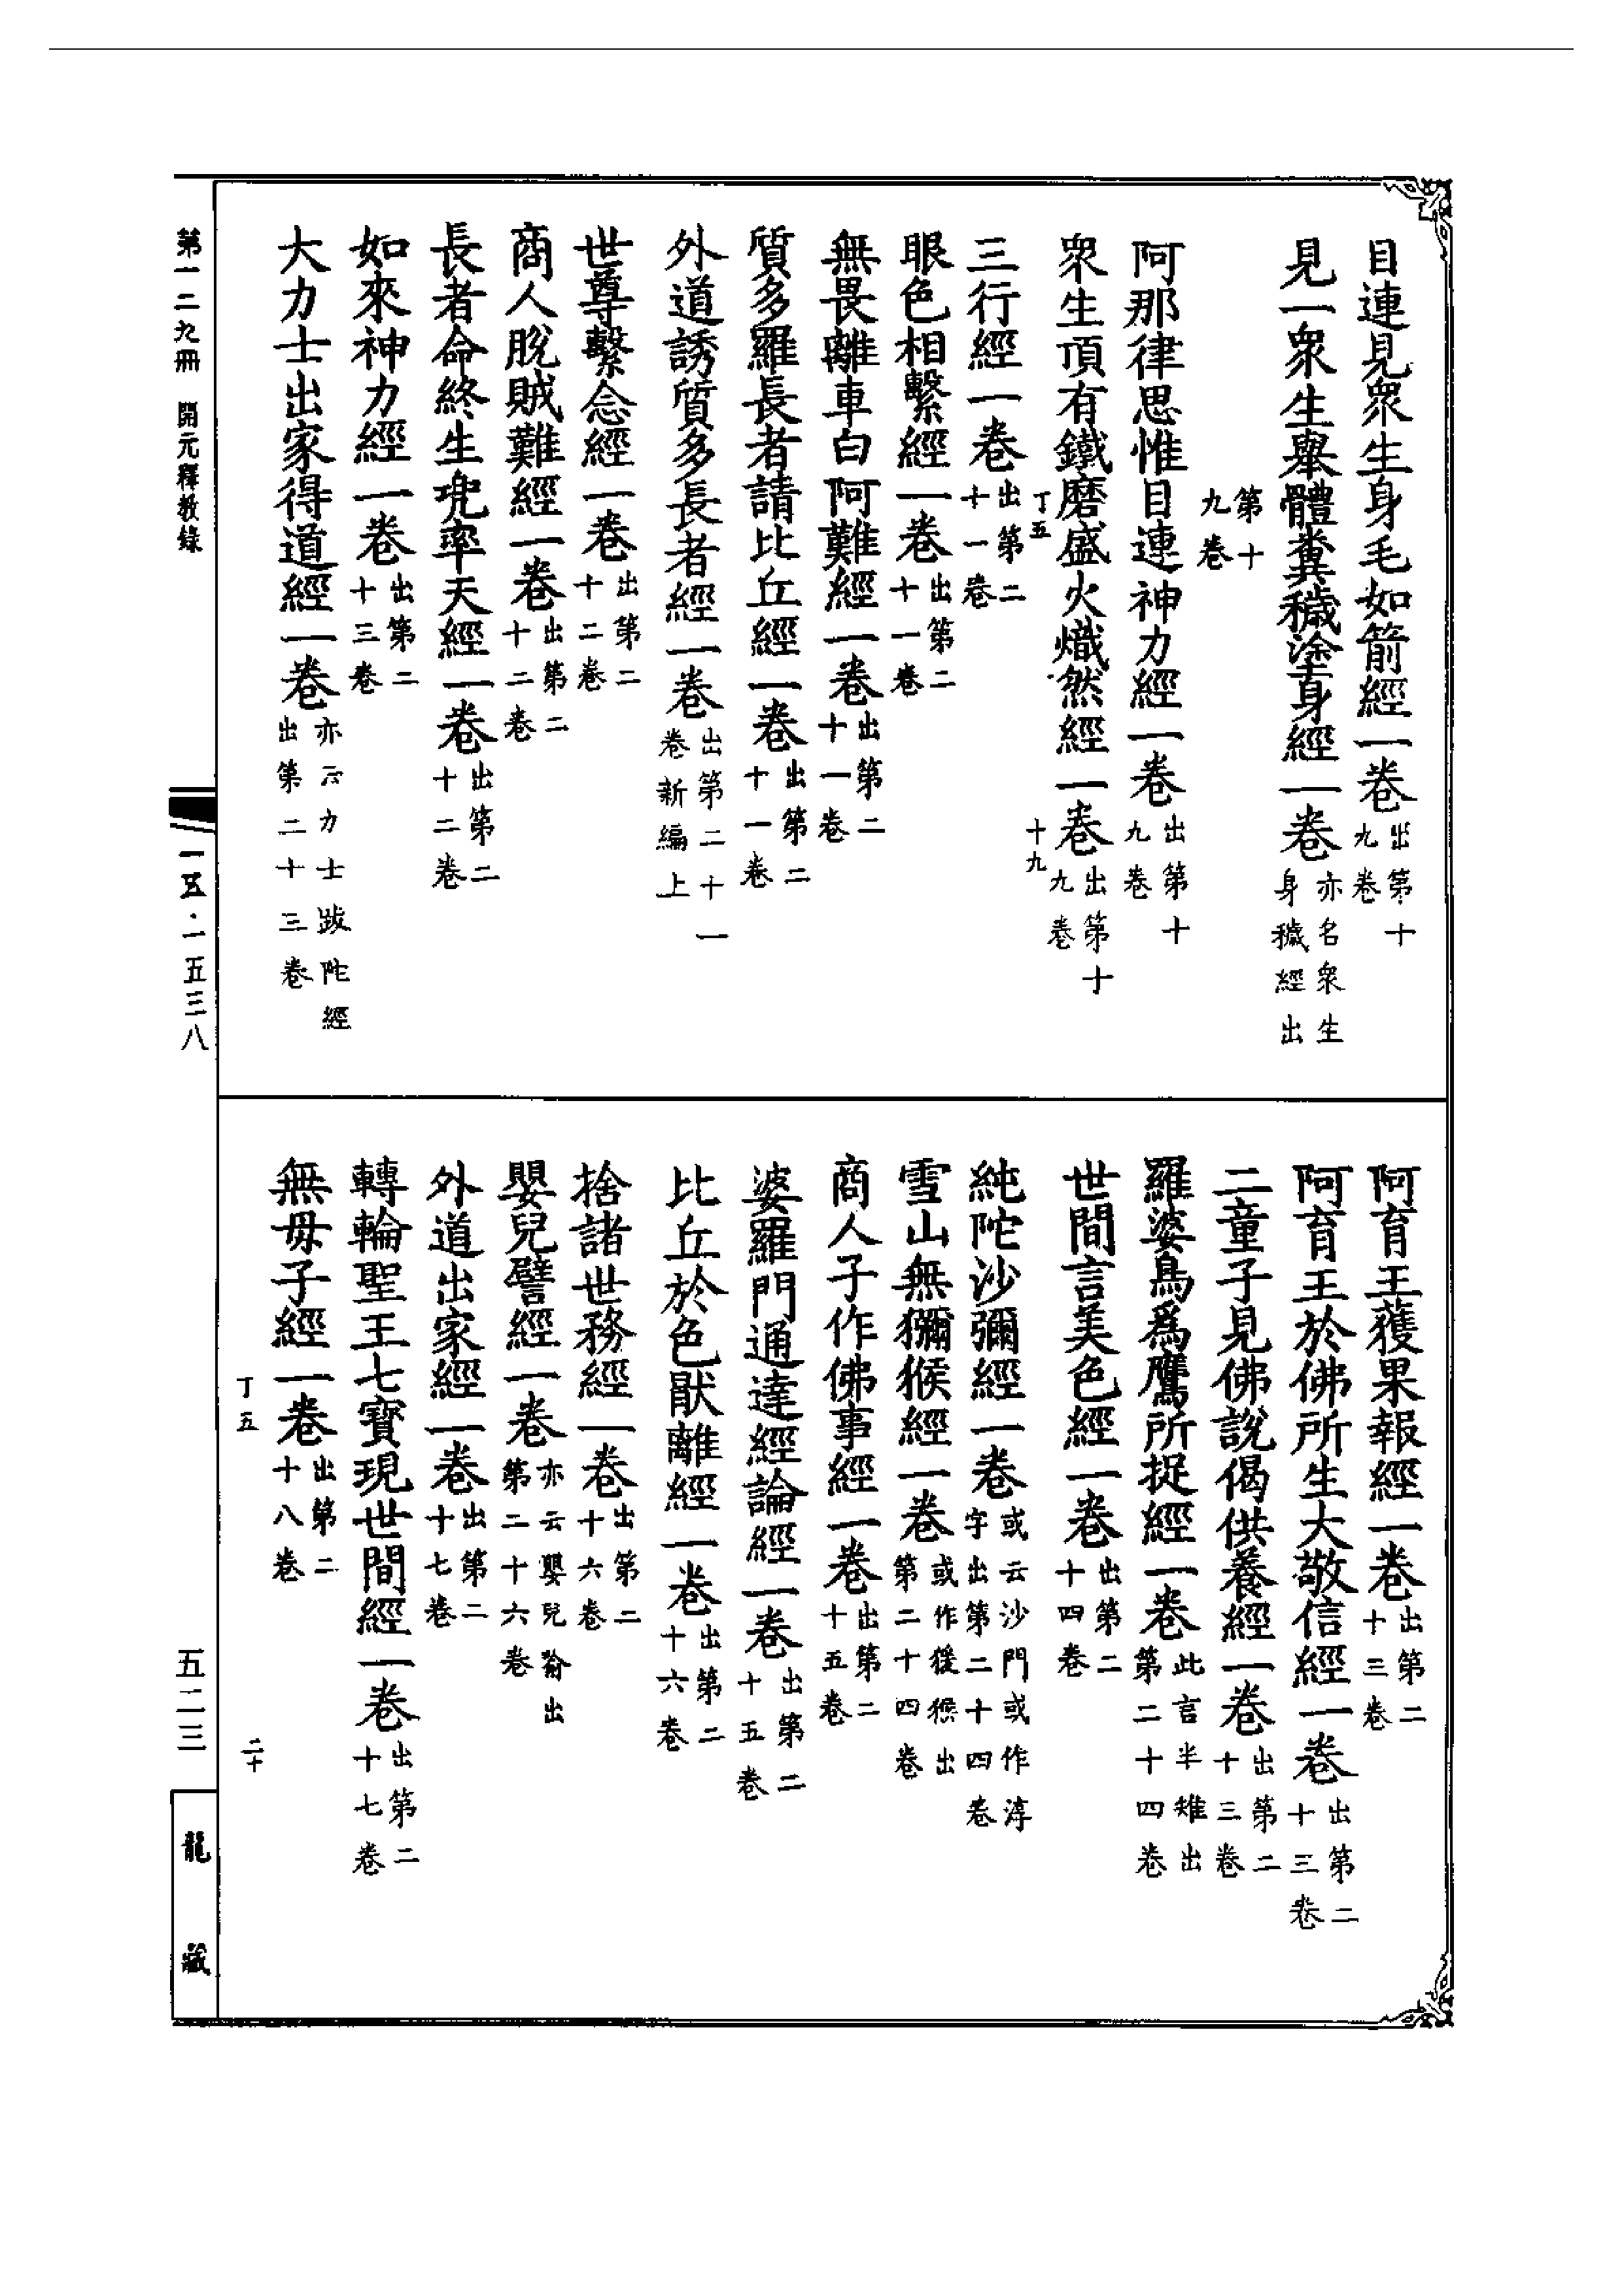 目連見衆生身毛如箭經一卷出第十九卷
見一衆生舉體糞穢塗身經一卷亦名衆生身穢經出
第十九卷
阿那律思惟目連神力經一卷出第十九卷
衆生頂有鐵磨盛火熾然經一卷出第十九卷
丁五 十九
三行經一卷出第二十一卷
眼色相繫經一卷出第二十一卷
無畏離車白阿難經一卷出第二十一卷
質多羅長者請比丘經一卷出第二十一卷
外道誘質多長者經一卷出第二十一卷新編上
世尊繫念經一卷出第二十二卷
商人脫賊難經一卷出第二十二卷
長者命終生兜率天經一卷出第二十二卷
如來神力經一卷出第二十三卷
大力士出家得道經一卷亦云力士跋陀經出第二十三卷
阿育王獲果報經一卷出第二十三卷
阿育王於佛所生大敬信經一卷出第二十三卷
二童子見佛說偈供養經一卷出第二十三卷
羅婆鳥爲鷹所捉經一卷此言半雉出第二十四卷
世間言美色經一卷出第二十四卷
純陀沙彌經一卷或云沙門或作淳字出第二十四卷
雪山無獼猴經一卷或作猨猴出第二十四卷
商人子作佛事經一卷出第二十五卷
婆羅門通達經論經一卷出第二十五卷
比丘於色厭離經一卷出第二十六卷
捨諸世務經一卷出第二十六卷
嬰兒譬經一卷亦云嬰兒喻出第二十六卷
外道出家經一卷出第二十七卷
轉輪聖王七寶現世間經一卷出第二十七卷
無母子經一卷出第二十八卷
丁五 二十
第一二九冊 開元釋教錄
一五·一五三八
五二三
龍藏